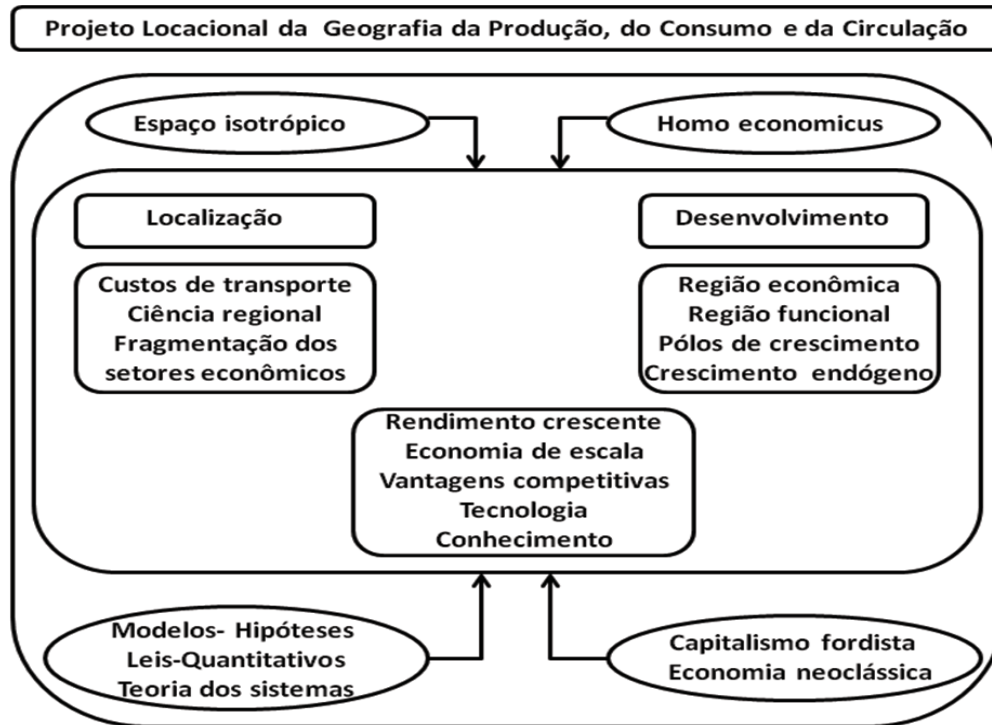 Projeto Locacional da Geografia da Produção, do Consumo e da Circulação
Espaço isotrópico
Homo economicus
Localização
Desenvolvimento
Custos de transporte
Ciência regional
Fragmentação dos
setores econômicos
Região econômica
Região funcional
Pólos de crescimento
Crescimento endógeno
Rendimento crescente
Economia de escala
Vantagens competitivas
Tecnologia
Conhecimento
Modelos- Hipóteses
Leis-Quantitativos
Teoria dos sistemas
Capitalismo fordista
Economia neoclássica